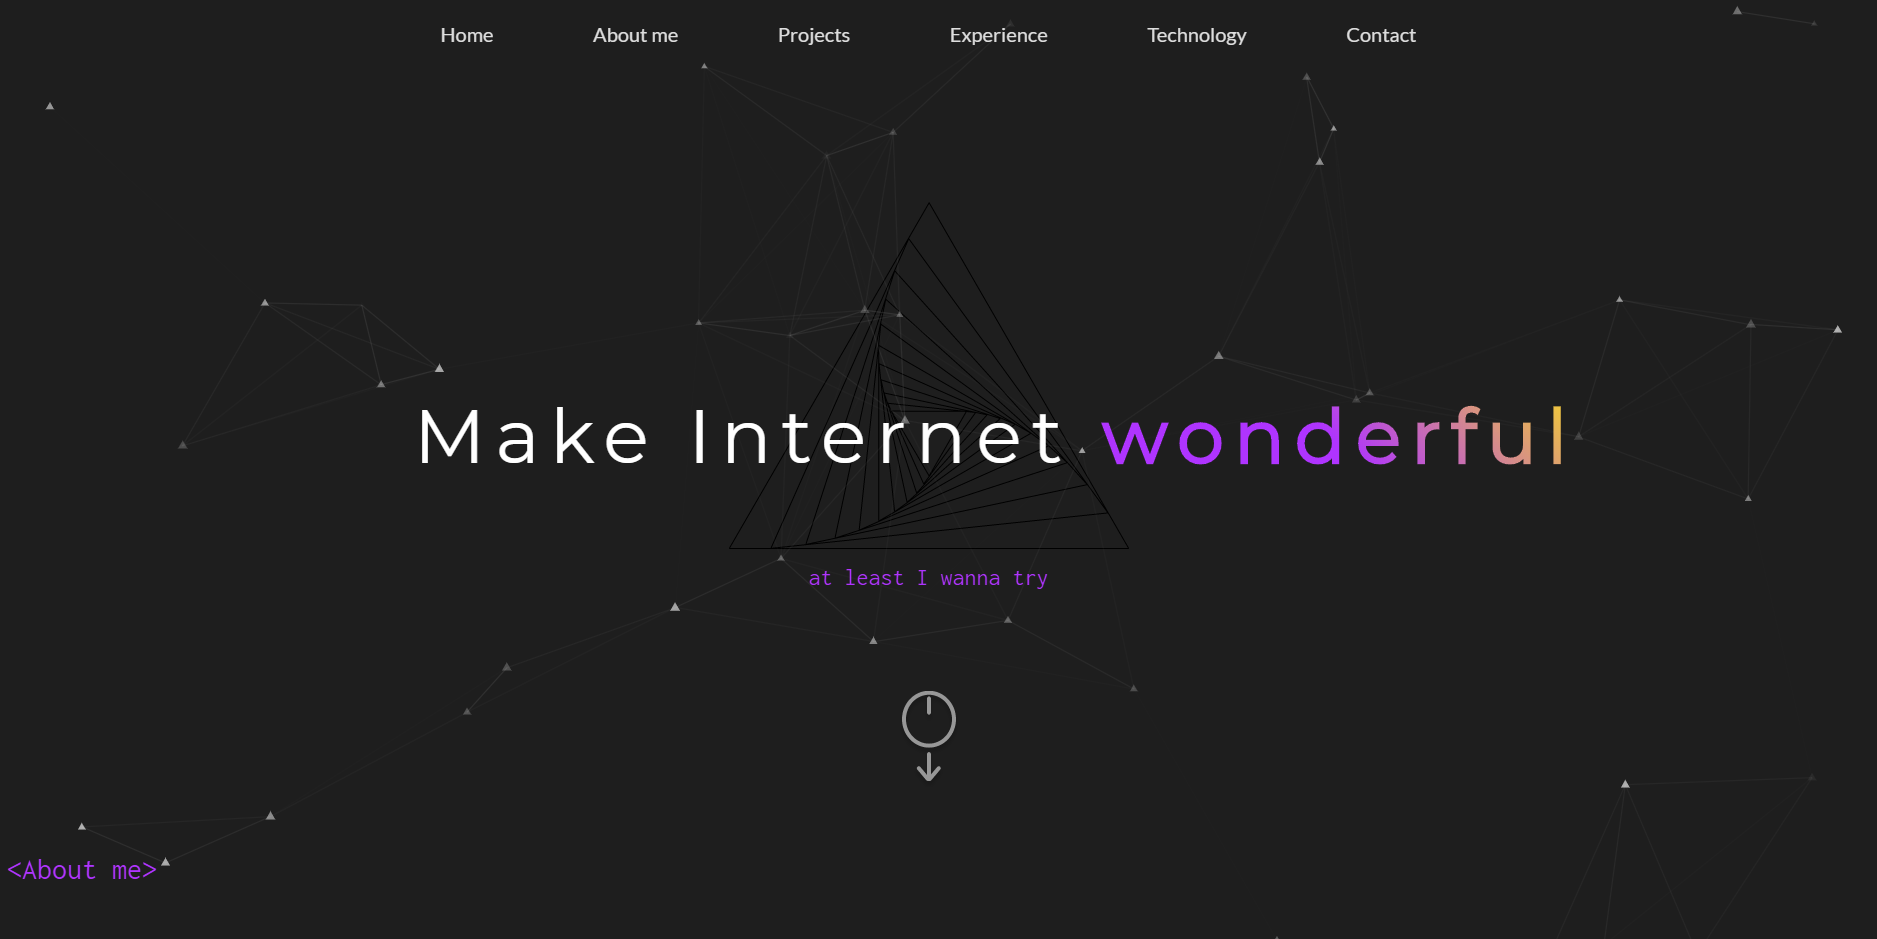 Home About me Projects Experience Technology Contact
Make Internet wonderful
at least I wanna try
<About me>